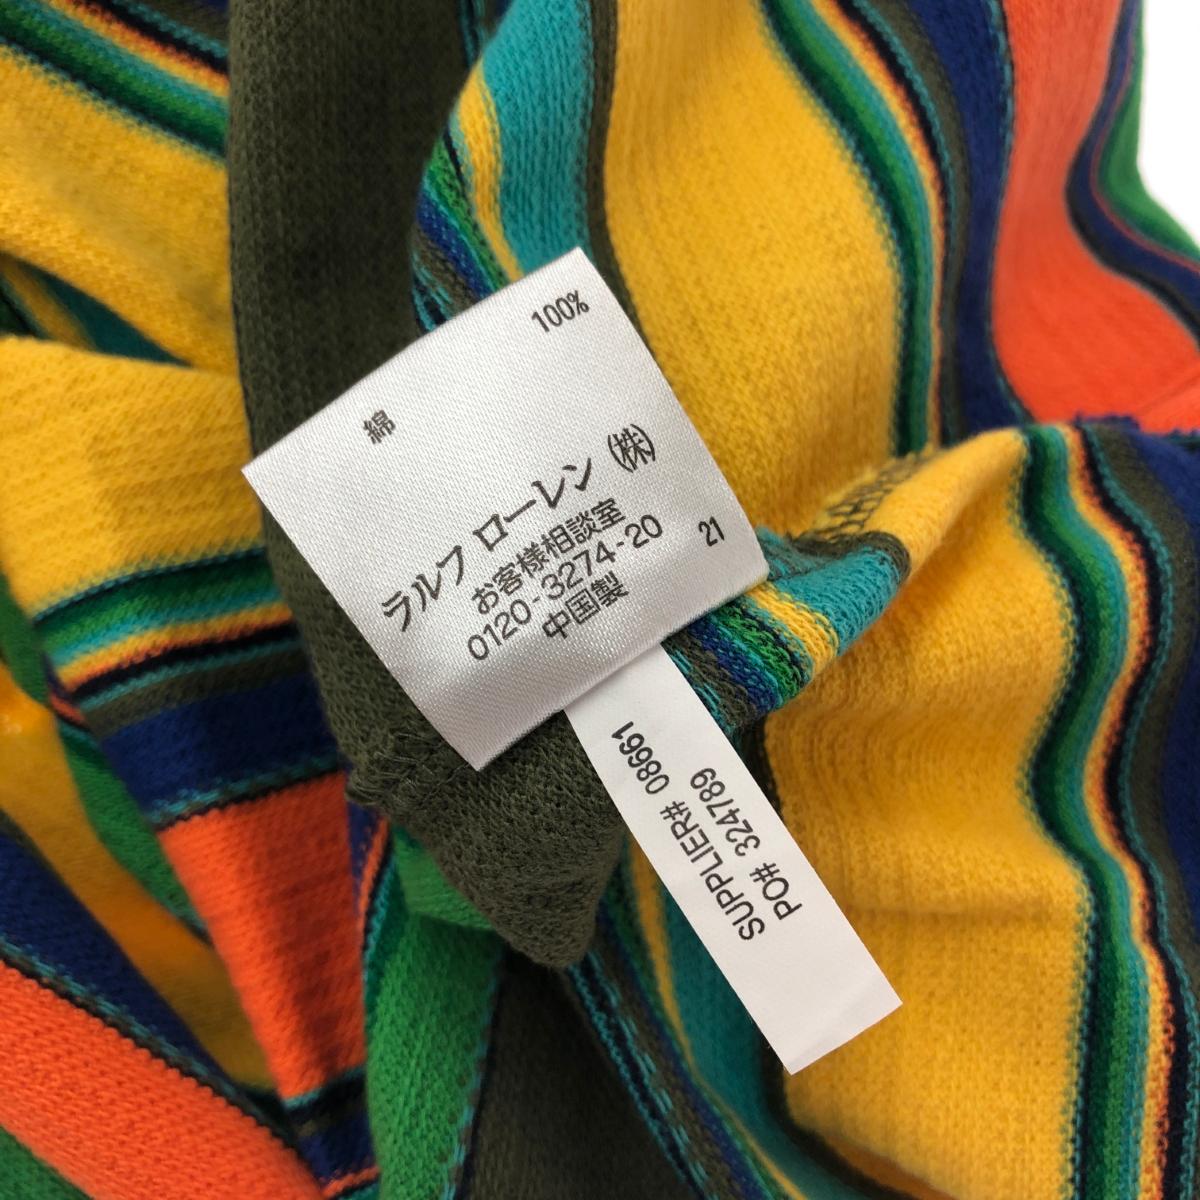 綿 100%
ラルフ ローレン ㈱
お客様相談室
0120-3274-20
中国製
21
SUPPLIER# 08661
PO# 324789